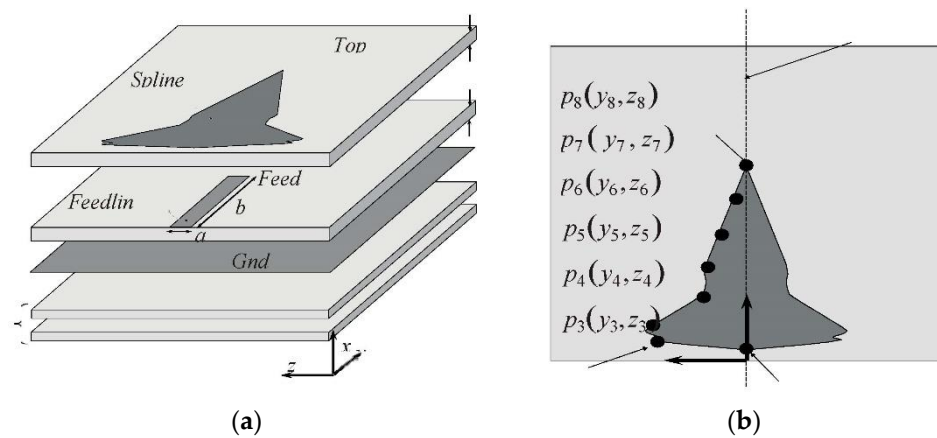 Top
Spline
Feed
Feedlin
b
a
Gnd
x
z
(a)
p₈(y₈, z₈)
p₇(y₇, z₇)
p₆(y₆, z₆)
p₅(y₅, z₅)
p₄(y₄, z₄)
p₃(y₃, z₃)
(b)